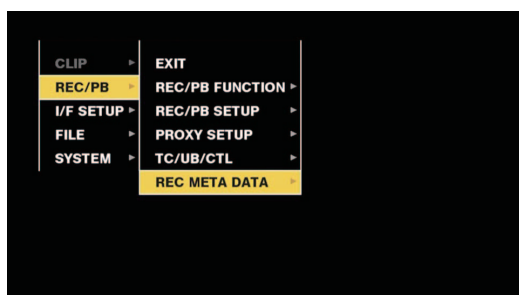 CLIP
REC/PB
I/F SETUP
FILE
SYSTEM
EXIT
REC/PB FUNCTION
REC/PB SETUP
PROXY SETUP
TC/UB/CTL
REC META DATA